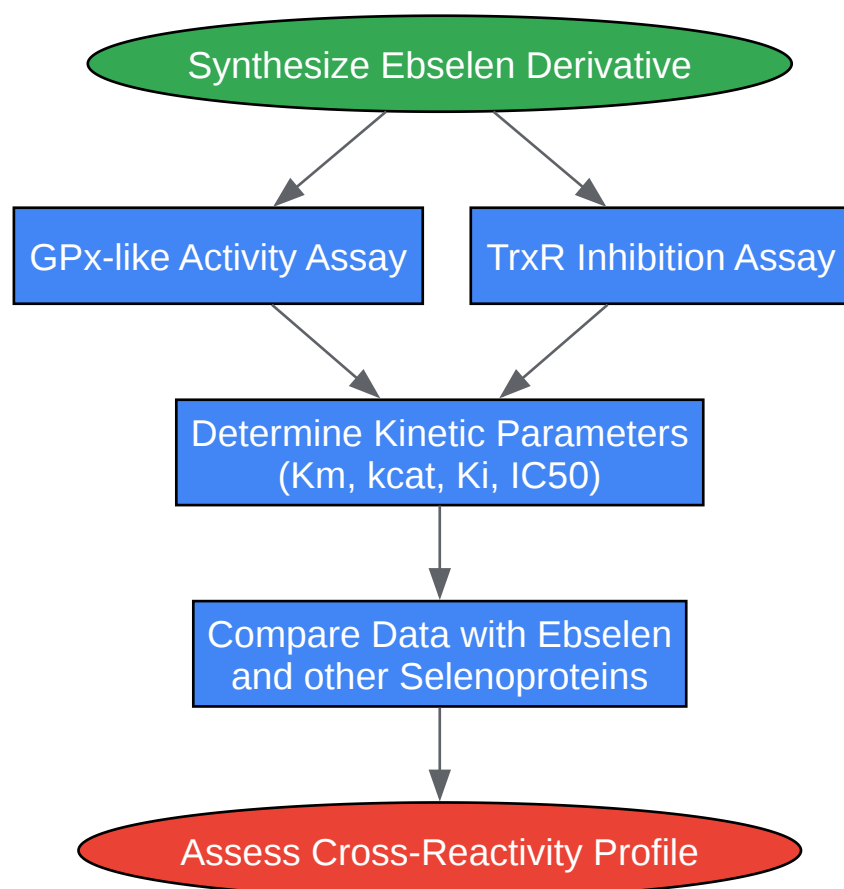 Synthesize Ebselen Derivative
GPx-like Activity Assay
TrxR Inhibition Assay
Determine Kinetic Parameters
(Km, kcat, Ki, IC50)
Compare Data with Ebselen
and other Selenoproteins
Assess Cross-Reactivity Profile